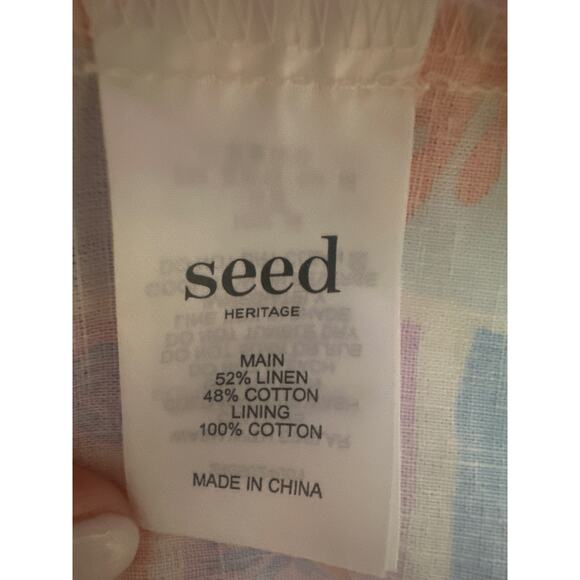 seed
HERITAGE
MAIN
52% LINEN
48% COTTON
LINING
100% COTTON
MADE IN CHINA